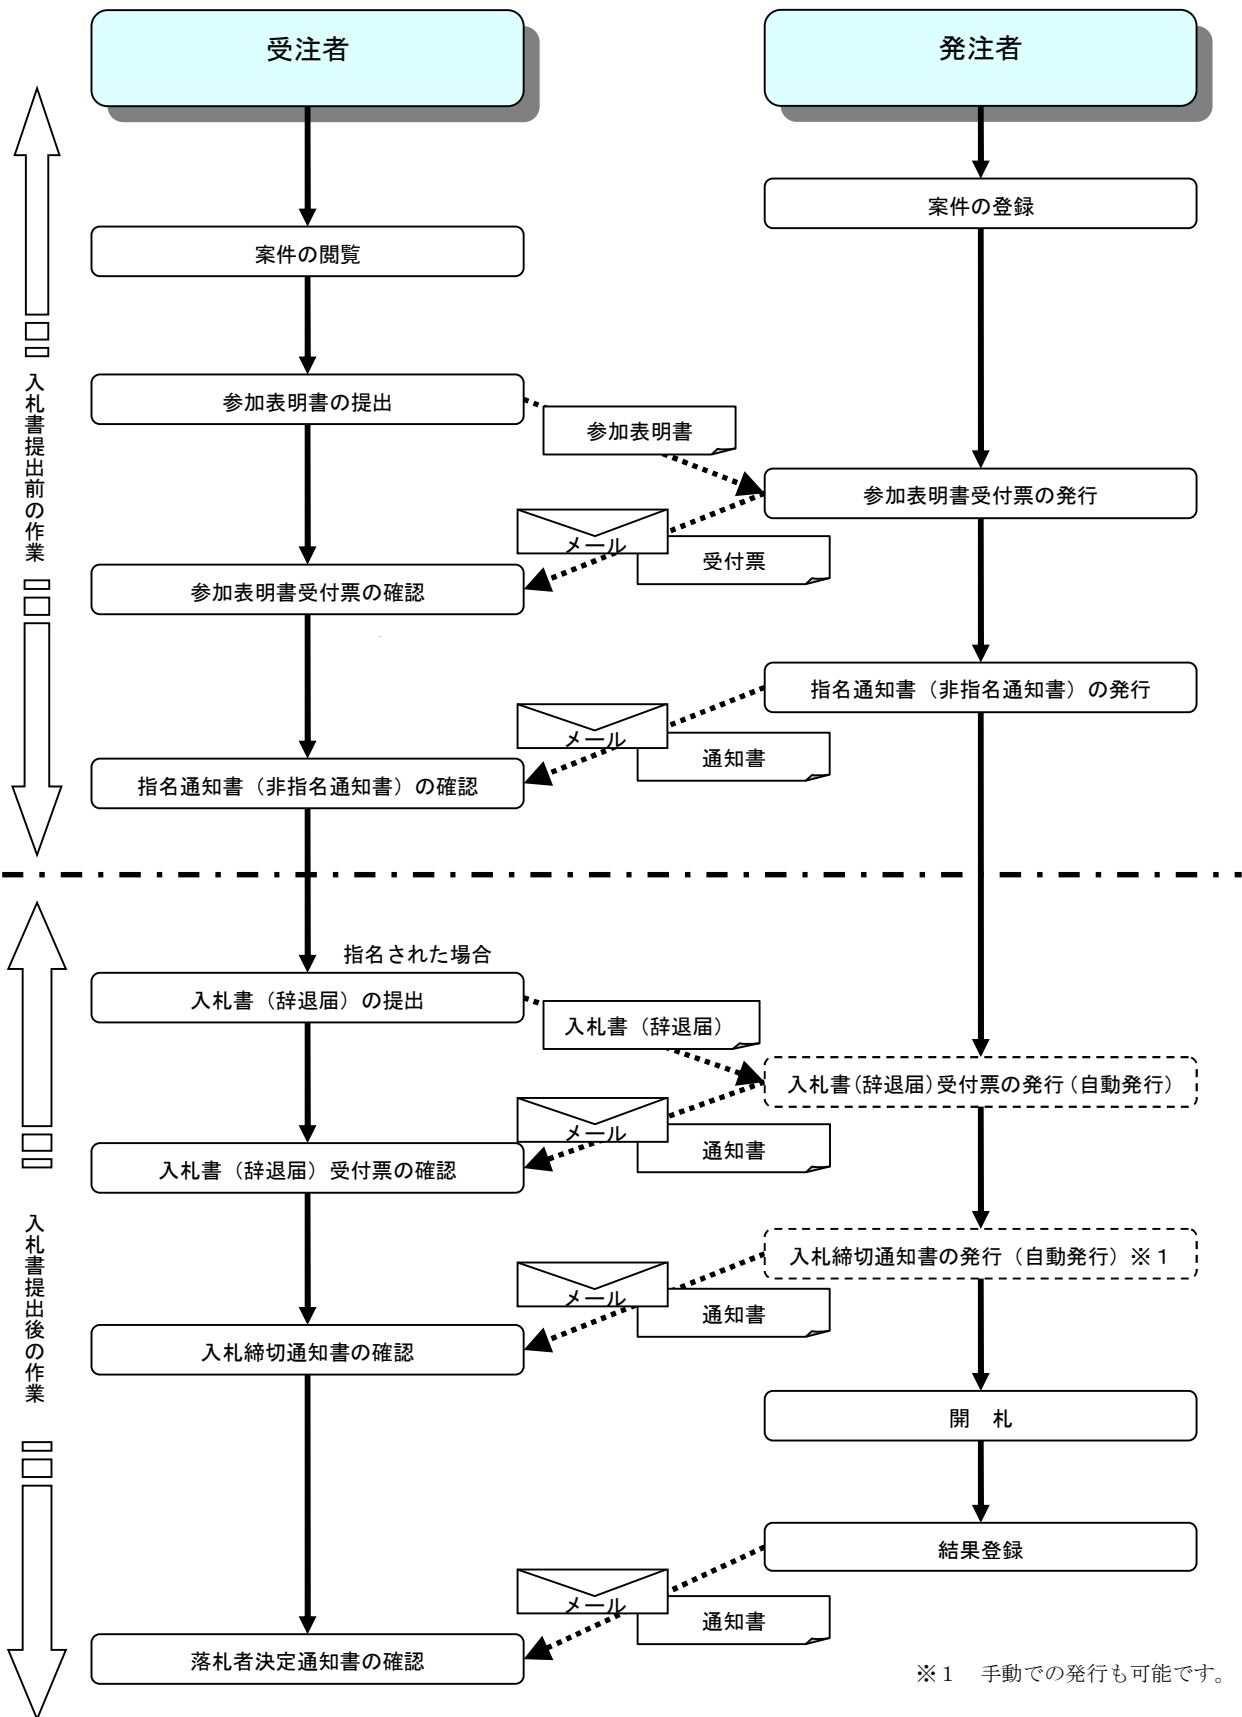 受注者
発注者
案件の登録
案件の閲覧
参加表明書の提出
参加表明書
参加表明書受付票の発行
メール
受付票
参加表明書受付票の確認
入札書提出前の作業
指名通知書（非指名通知書）の発行
メール
通知書
指名通知書（非指名通知書）の確認
指名された場合
入札書（辞退届）の提出
入札書（辞退届）
入札書(辞退届)受付票の発行(自動発行)
メール
通知書
入札書（辞退届）受付票の確認
入札書提出後の作業
入札締切通知書の発行（自動発行）※１
メール
通知書
入札締切通知書の確認
開　札
結果登録
メール
通知書
落札者決定通知書の確認
※１　手動での発行も可能です。